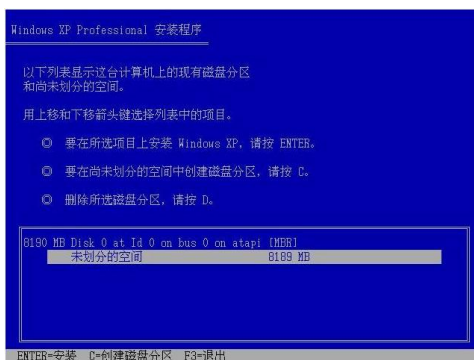 Windows XP Professional 安装程序
以下列表显示这台计算机上的现有磁盘分区
和尚未划分的空间。
用上移和下移箭头键选择列表中的项目。
◎ 要在所选项目上安装 Windows XP，请按 ENTER。
◎ 要在尚未划分的空间中创建磁盘分区，请按 C。
◎ 删除所选磁盘分区，请按 D。
8190 MB Disk 0 at Id 0 on bus 0 on atapi [MBR]
未划分的空间 8189 MB
ENTER=安装 C=创建磁盘分区 F3=退出